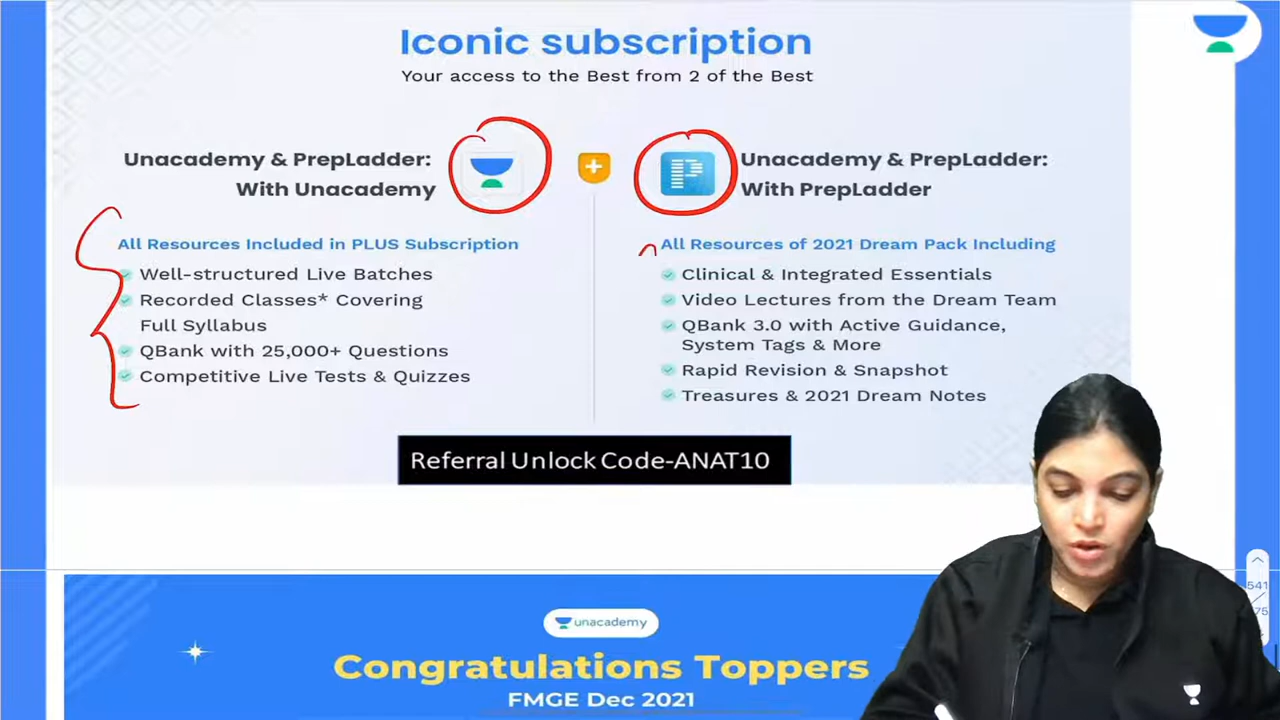 Iconic subscription
Your access to the Best from 2 of the Best
Unacademy & PrepLadder:
With Unacademy
All Resources Included in PLUS Subscription
Well-structured Live Batches
Recorded Classes* Covering
Full Syllabus
QBank with 25,000+ Questions
Competitive Live Tests & Quizzes
Unacademy & PrepLadder:
With PrepLadder
All Resources of 2021 Dream Pack Including
Clinical & Integrated Essentials
Video Lectures from the Dream Team
QBank 3.0 with Active Guidance,
System Tags & More
Rapid Revision & Snapshot
Treasures & 2021 Dream Notes
Referral Unlock Code-ANAT10
unacademy
Congratulations Toppers
FMGE Dec 2021
541